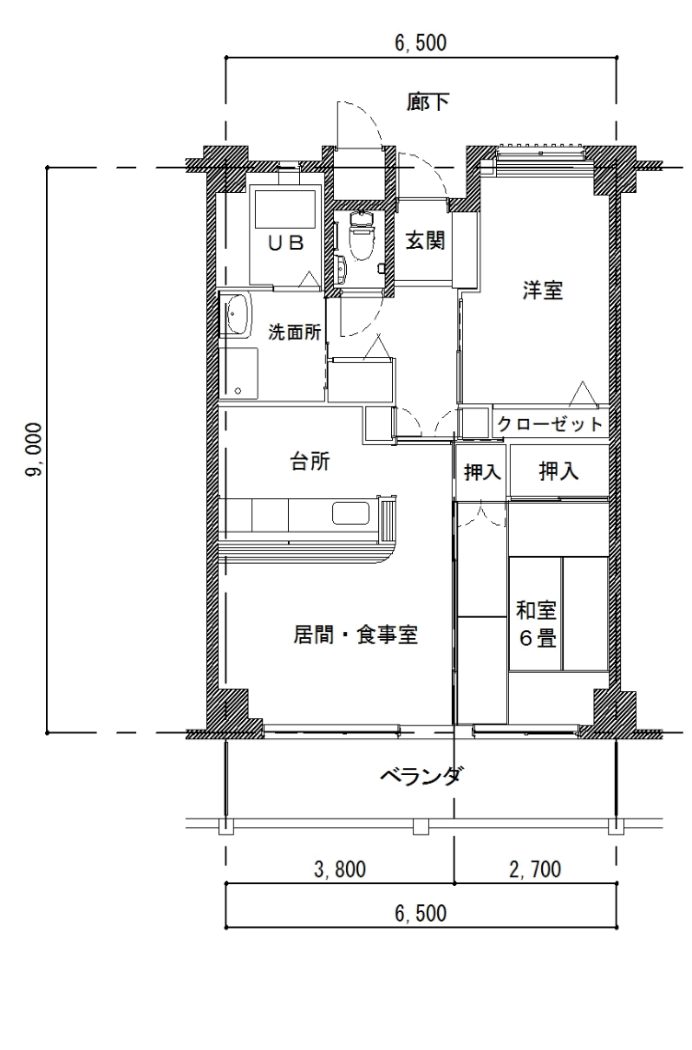 6,500
廊下
UB
玄関
洋室
洗面所
クローゼット
9,000
台所
押入
押入
和室
6畳
居間・食事室
ベランダ
3,800
2,700
6,500